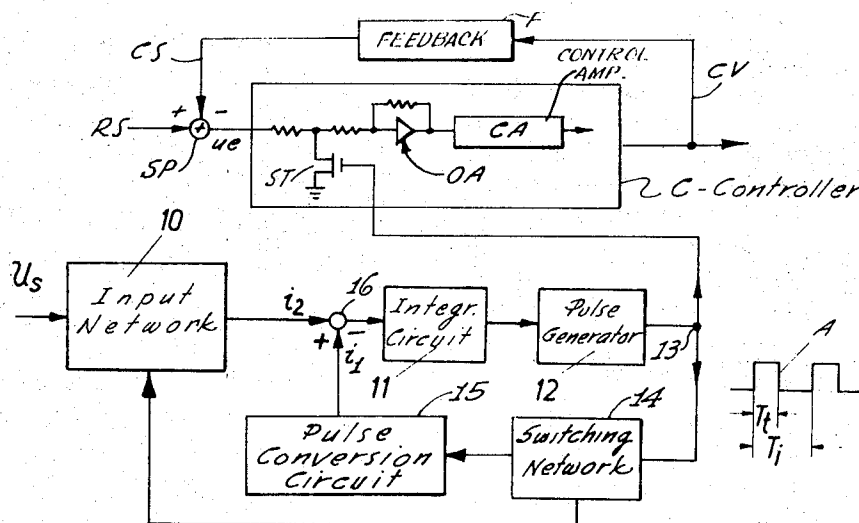 F
FEEDBACK
CS
CONTROL
AMP.
CV
+
-
RS
+
SP
ue
ST
OA
CA
C-Controller
10
Us
Input
Network
i2
16
+
-
i1
Integr.
Circuit
11
Pulse
Generator
12
13
A
Tt
Ti
15
Pulse
Conversion
Circuit
14
Switching
Network